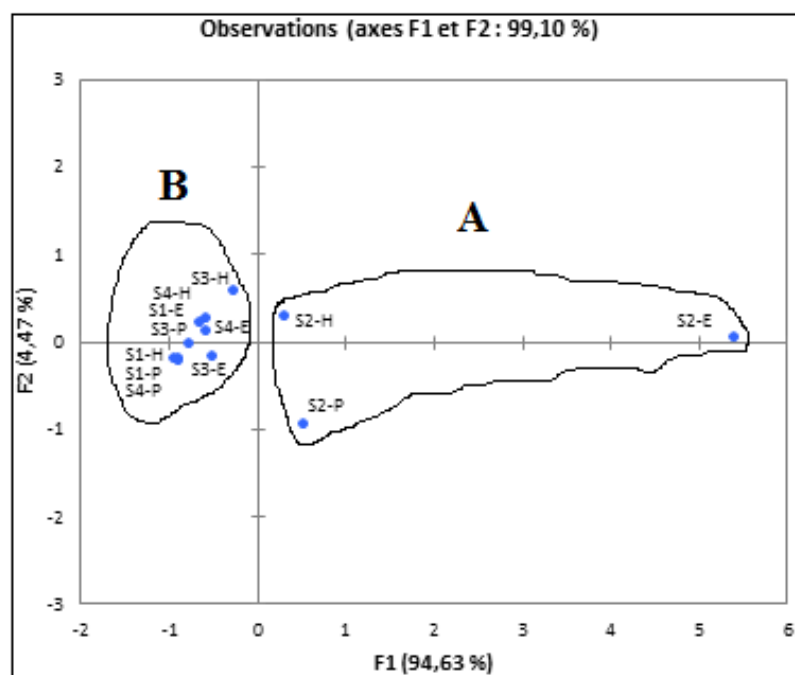 Observations (axes F1 et F2 : 99,10 %)
3
2
1
0
-1
-2
-3
F2 (4,47 %)
B
A
S3-H
S4-H
S1-E
S4-E
S3-P
S1-H
S1-P
S3-E
S4-P
S2-H
S2-E
S2-P
-2 -1 0 1 2 3 4 5 6
F1 (94,63 %)